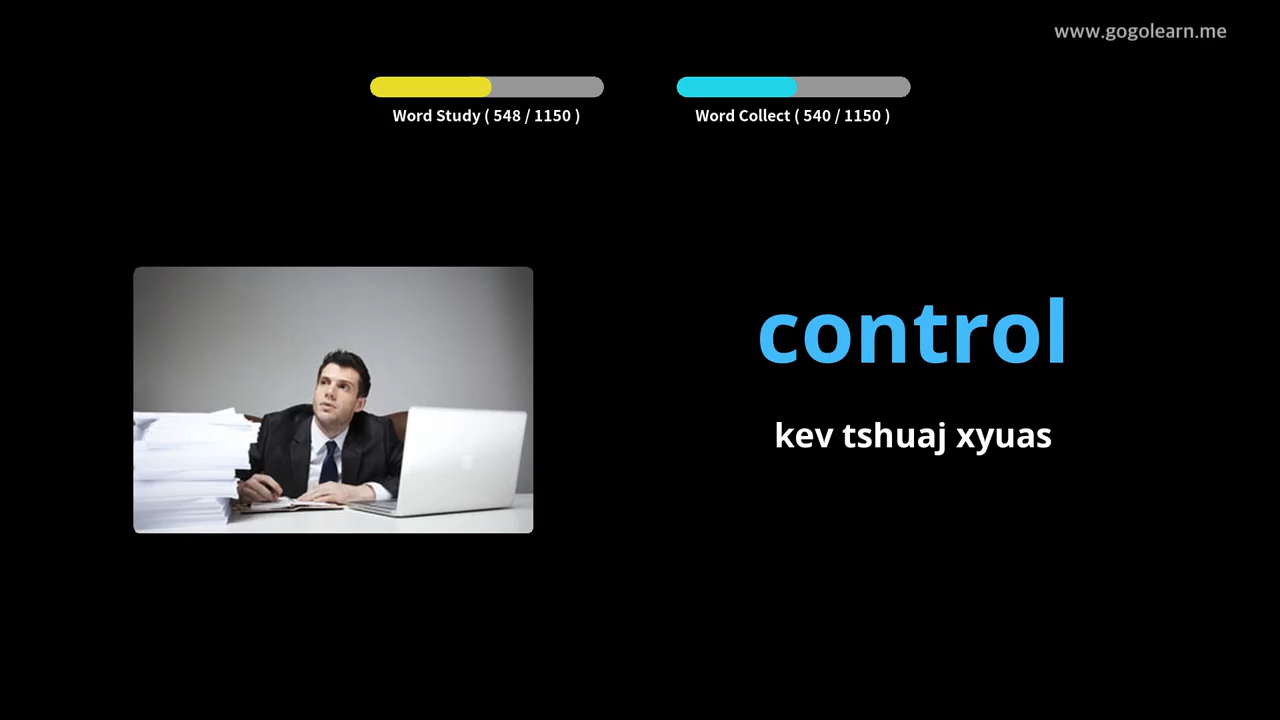 www.gogolearn.me
Word Study ( 548 / 1150 )
Word Collect ( 540 / 1150 )
control
kev tshuaj xyuas